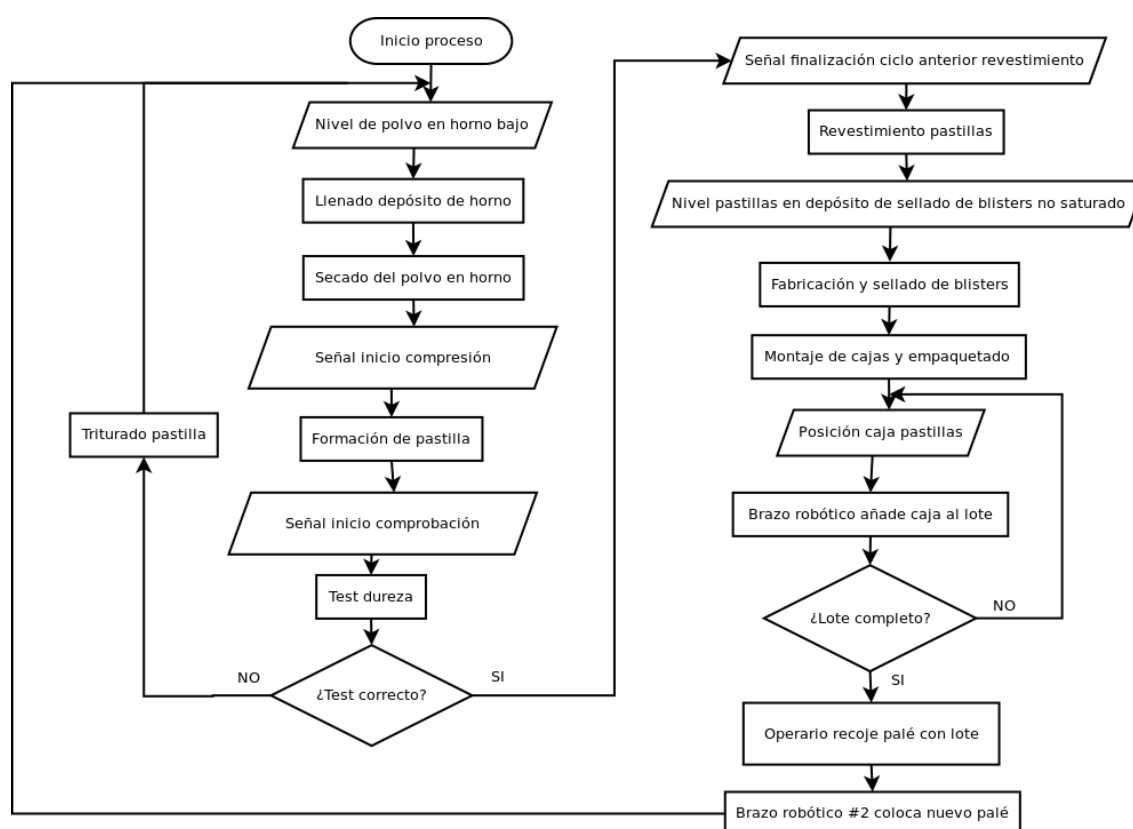 Inicio proceso
Nivel de polvo en horno bajo
Llenado depósito de horno
Secado del polvo en horno
Señal inicio compresión
Formación de pastilla
Señal inicio comprobación
Test dureza
¿Test correcto?
NO
SI
Triturado pastilla
Señal finalización ciclo anterior revestimiento
Revestimiento pastillas
Nivel pastillas en depósito de sellado de blisters no saturado
Fabricación y sellado de blisters
Montaje de cajas y empaquetado
Posición caja pastillas
Brazo robótico añade caja al lote
¿Lote completo?
NO
SI
Operario recoje palé con lote
Brazo robótico #2 coloca nuevo palé